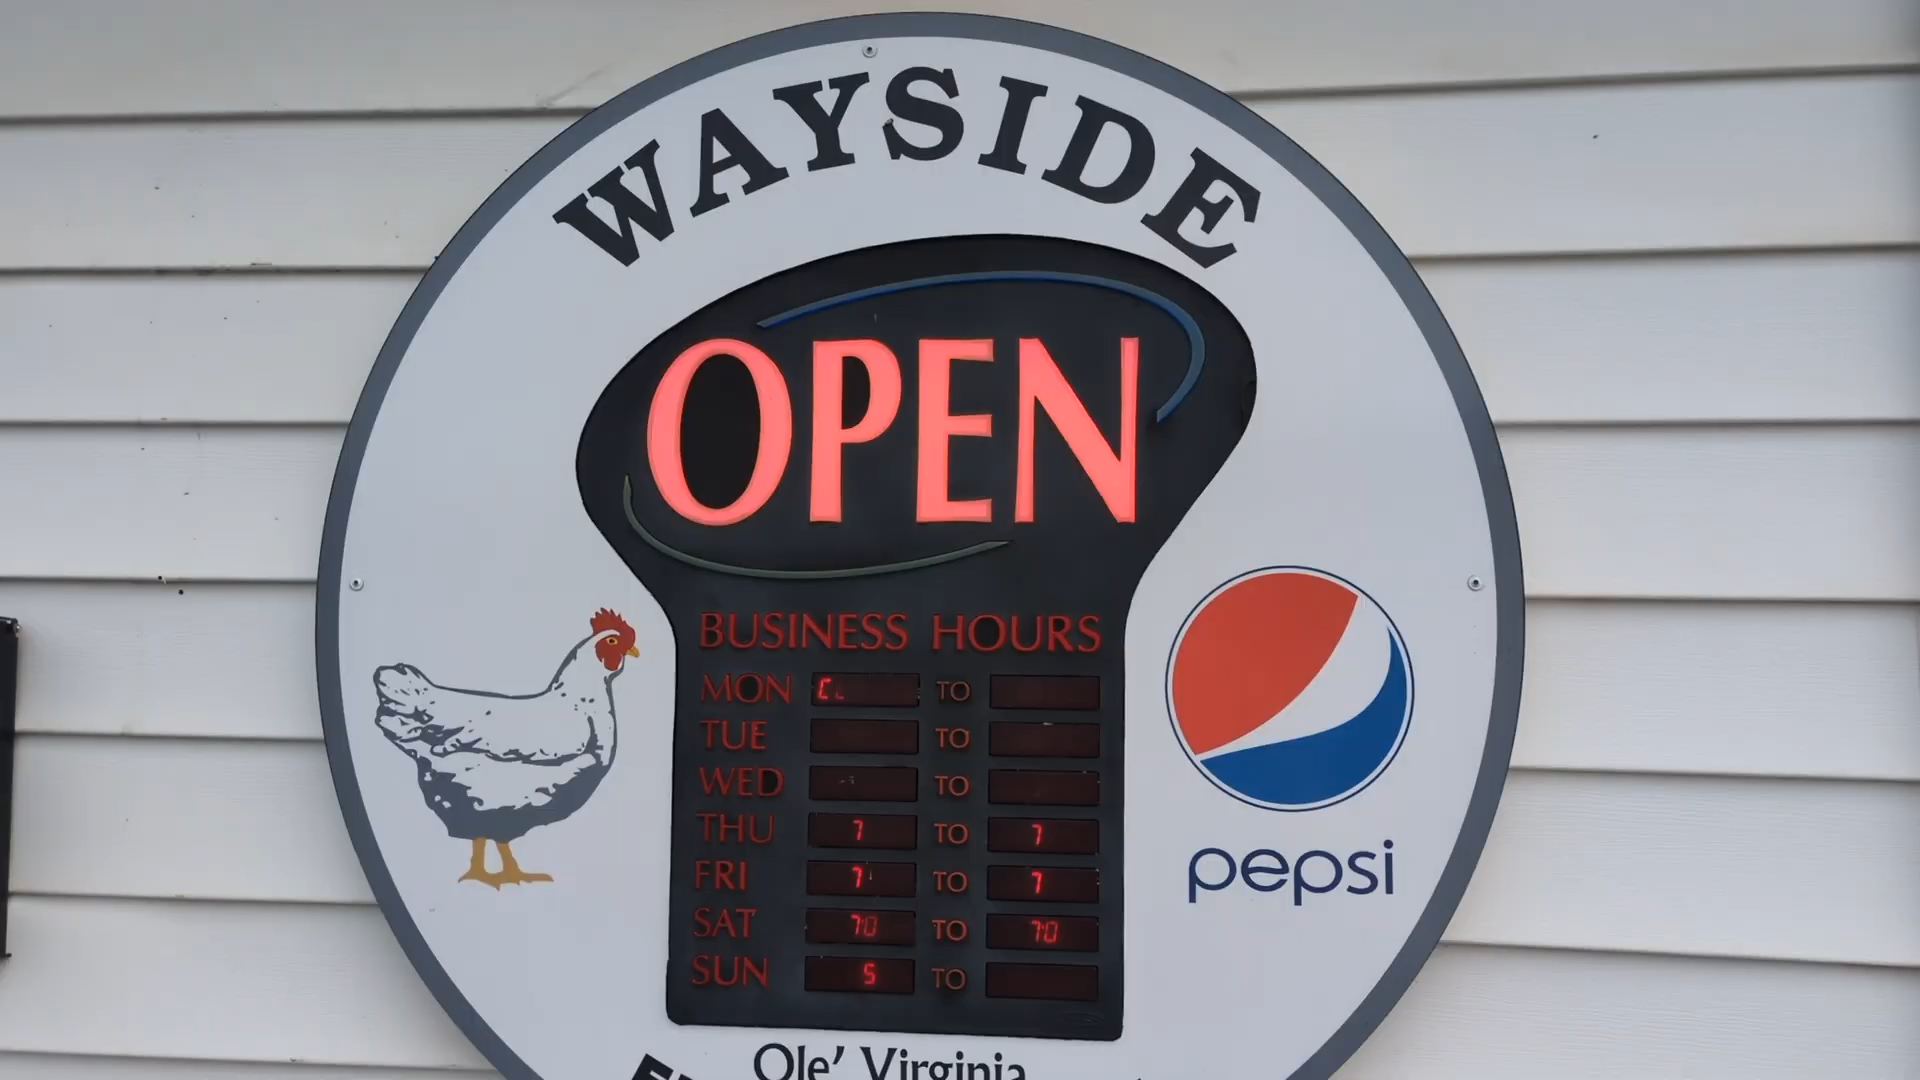 WAYSIDE
OPEN
BUSINESS HOURS
MON TO
TUE TO
WED TO
THU 7 TO 7
FRI 7 TO 7
SAT 70 TO 70
SUN 5 TO
pepsi
Ole' Virginia